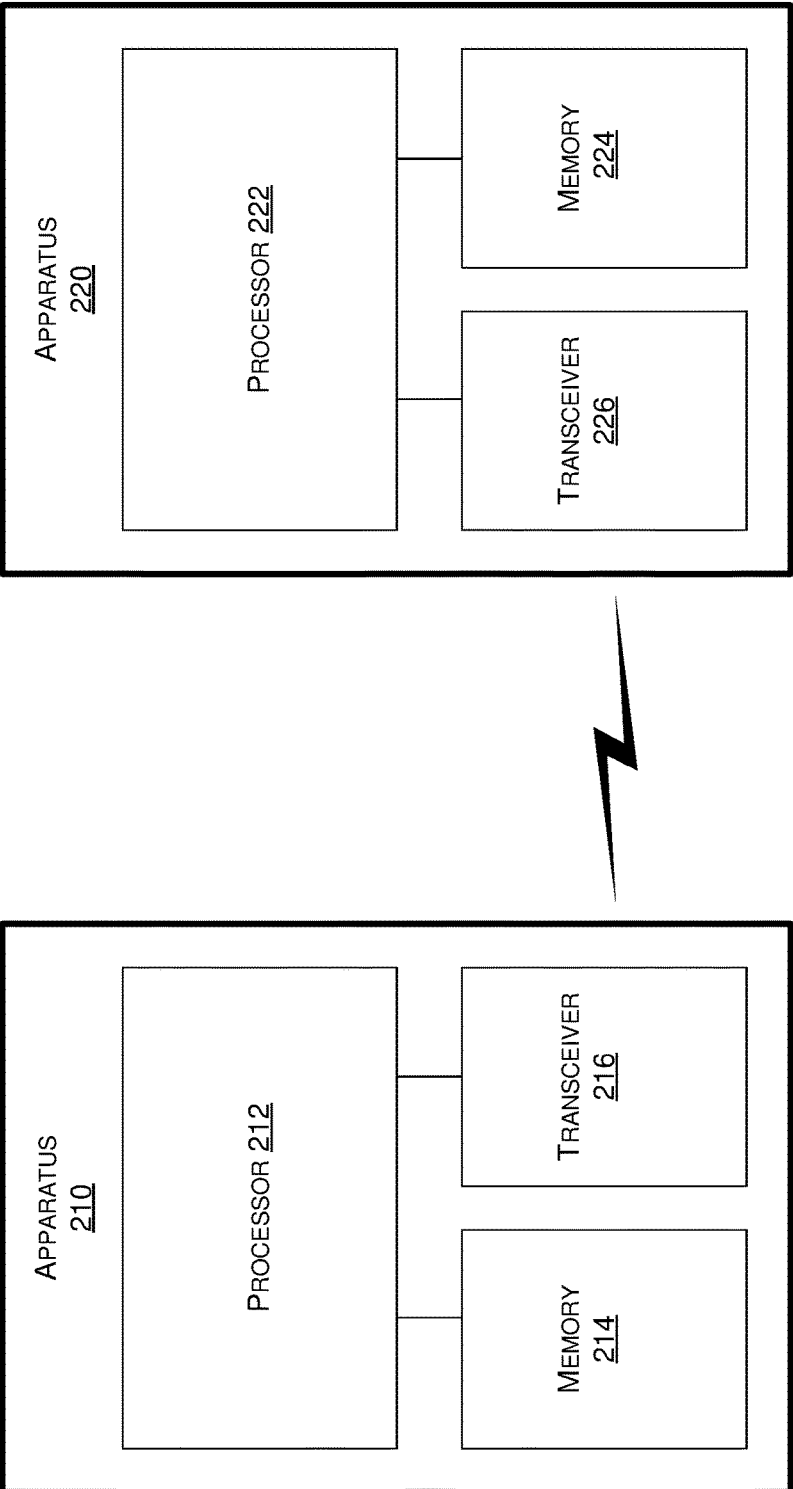 APPARATUS
210
PROCESSOR 212
MEMORY
214
TRANSCEIVER
216
APPARATUS
220
PROCESSOR 222
TRANSCEIVER
226
MEMORY
224